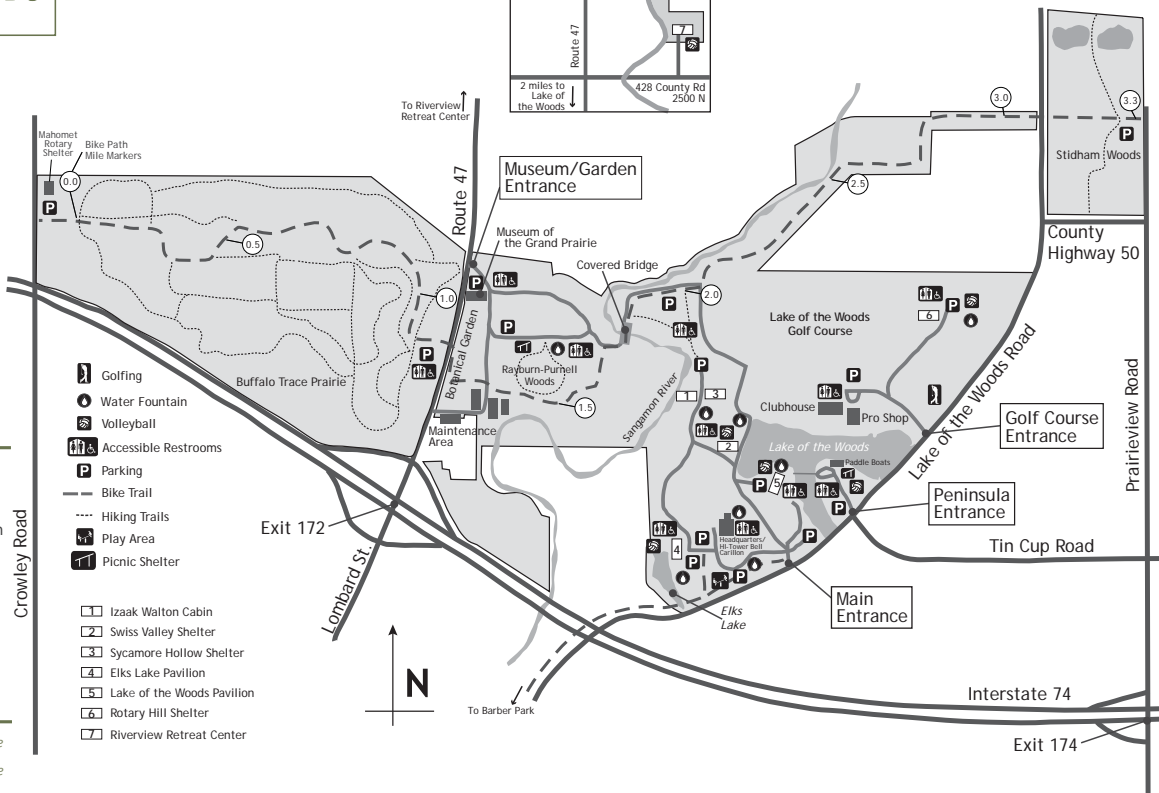 Route 47
7
2 miles to
Lake of
the Woods
428 County Rd
2500 N
To Riverview
Retreat Center
3.0
3.3
P
Stidham Woods
Mahomet
Rotary
Shelter
Bike Path
Mile Markers
0.0
P
Museum/Garden
Entrance
Route 47
2.5
Museum of
the Grand Prairie
County
Highway 50
0.5
Covered Bridge
P
1.0
2.0
P
Lake of the Woods
Golf Course
6
P
P
Botanical Garden
Rayburn-Purnell
Woods
P
Buffalo Trace Prairie
1.5
Sangamon River
P
1
3
P
Clubhouse
Pro Shop
Lake of the Woods Road
Golf Course
Entrance
Prairieview Road
Maintenance
Area
2
Lake of the Woods
Paddle Boats
P
5
P
Peninsula
Entrance
Golfing
Water Fountain
Volleyball
Accessible Restrooms
P Parking
Bike Trail
Hiking Trails
Play Area
Picnic Shelter
Crowley Road
Exit 172
Lombard St.
4
P
P
Headquarters/
HI-Tower Bell
Carillon
P
P
Tin Cup Road
Main
Entrance
Elks
Lake
1 Izaak Walton Cabin
2 Swiss Valley Shelter
3 Sycamore Hollow Shelter
4 Elks Lake Pavilion
5 Lake of the Woods Pavilion
6 Rotary Hill Shelter
7 Riverview Retreat Center
N
To Barber Park
Interstate 74
Exit 174